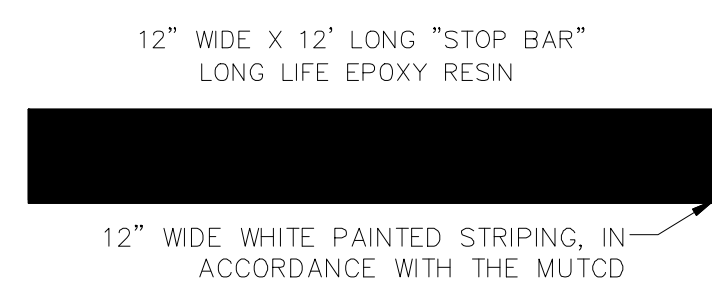 12" WIDE X 12' LONG "STOP BAR"
LONG LIFE EPOXY RESIN
12" WIDE WHITE PAINTED STRIPING, IN
ACCORDANCE WITH THE MUTCD